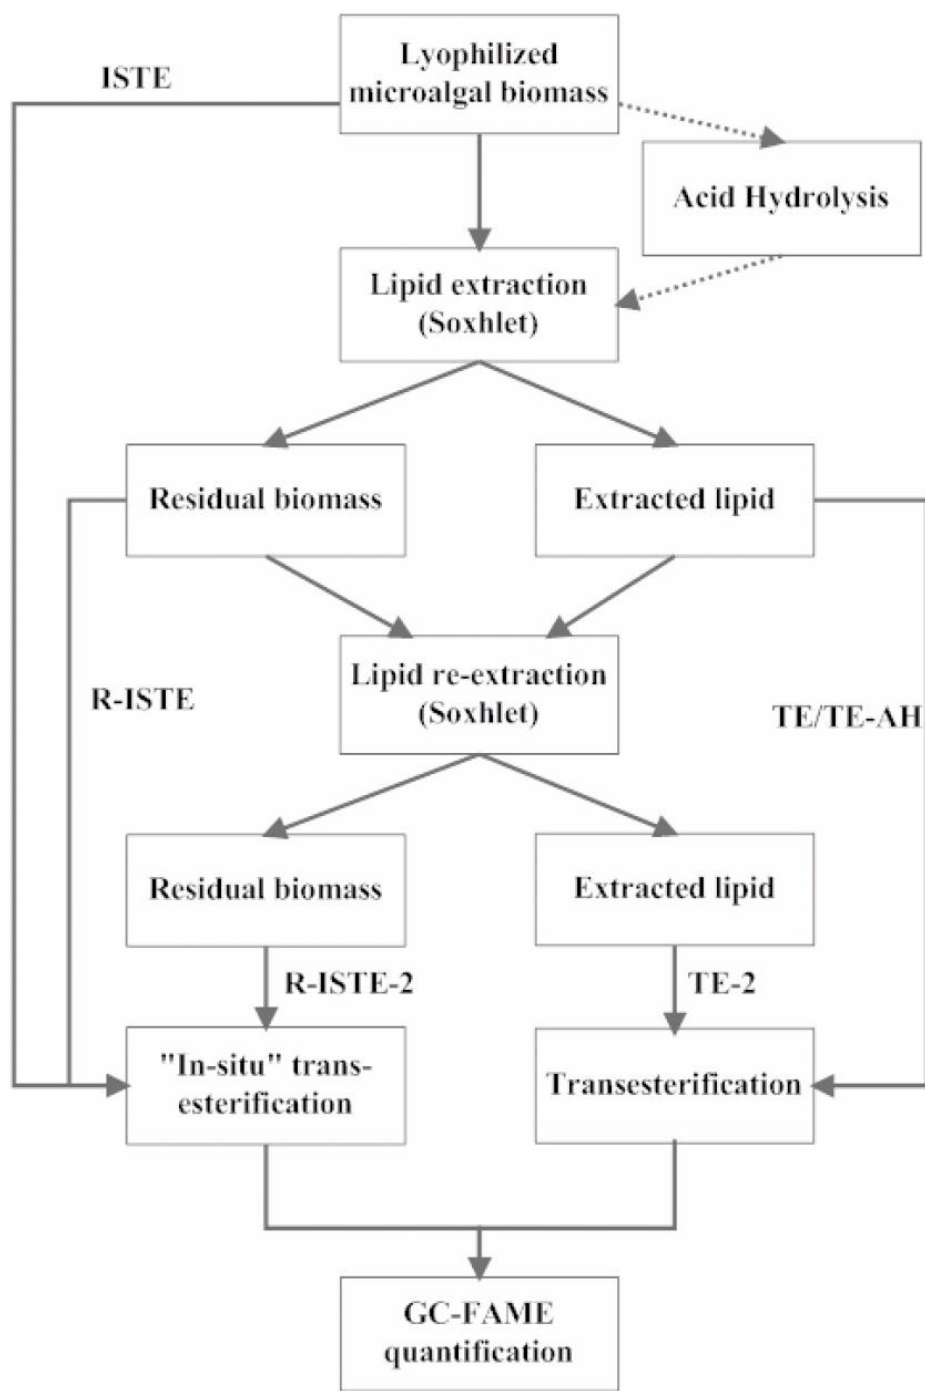 ISTE
Lyophilized
microalgal biomass
Acid Hydrolysis
Lipid extraction
(Soxhlet)
Residual biomass
Extracted lipid
R-ISTE
Lipid re-extraction
(Soxhlet)
TE/TE-AH
Residual biomass
Extracted lipid
R-ISTE-2
TE-2
"In-situ" trans-
esterification
Transesterification
GC-FAME
quantification